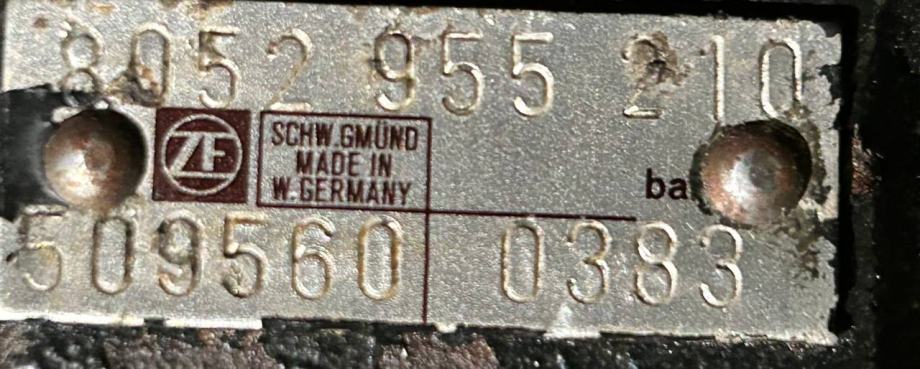 8052 955 210
ZF
SCHW.GMÜND
MADE IN
W.GERMANY
ba
509560 0383